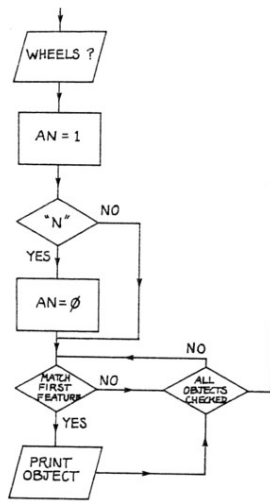 WHEELS ?
AN = 1
"N"
NO
YES
AN = Ø
NO
MATCH
FIRST
FEATURE
NO
ALL
OBJECTS
CHECKED
YES
PRINT
OBJECT